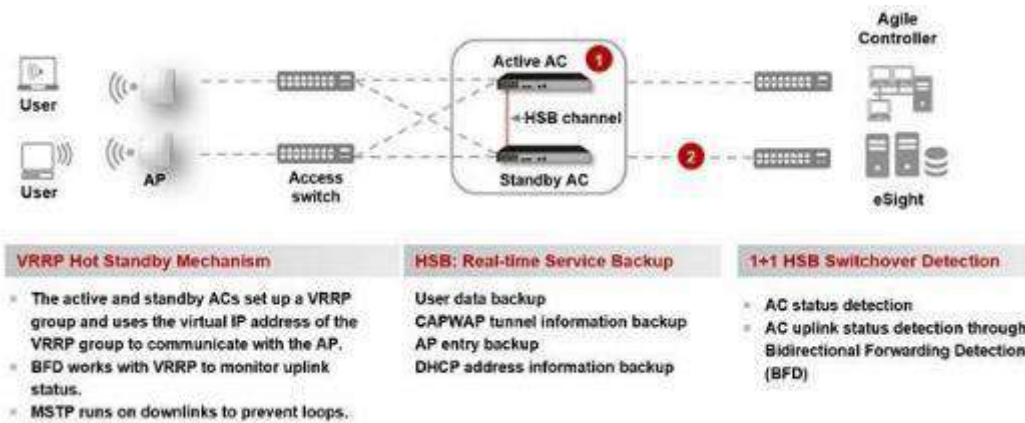 Agile
Controller
Active AC
1
User
HSB channel
2
User
AP
Access
switch
Standby AC
eSight
VRRP Hot Standby Mechanism
The active and standby ACs set up a VRRP
group and uses the virtual IP address of the
VRRP group to communicate with the AP.
BFD works with VRRP to monitor uplink
status.
MSTP runs on downlinks to prevent loops.
HSB: Real-time Service Backup
User data backup
CAPWAP tunnel information backup
AP entry backup
DHCP address information backup
1+1 HSB Switchover Detection
AC status detection
AC uplink status detection through
Bidirectional Forwarding Detection
(BFD)